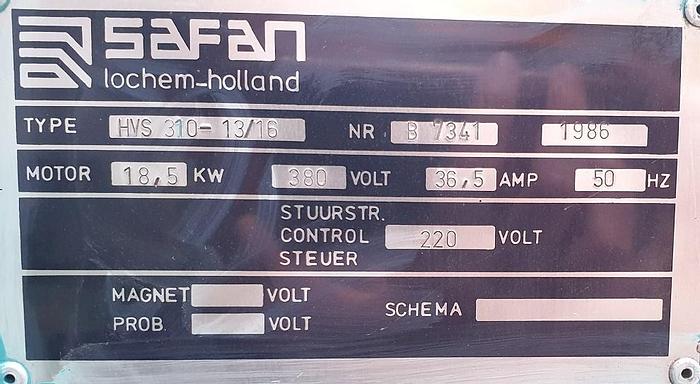 SAFAN
lochem-holland
TYPE HVS 310-13/16 NR B 7341 1986
MOTOR 18,5 KW 380 VOLT 36,5 AMP 50 HZ
STUURSTR.
CONTROL 220 VOLT
STEUER
MAGNET VOLT
PROB. VOLT SCHEMA